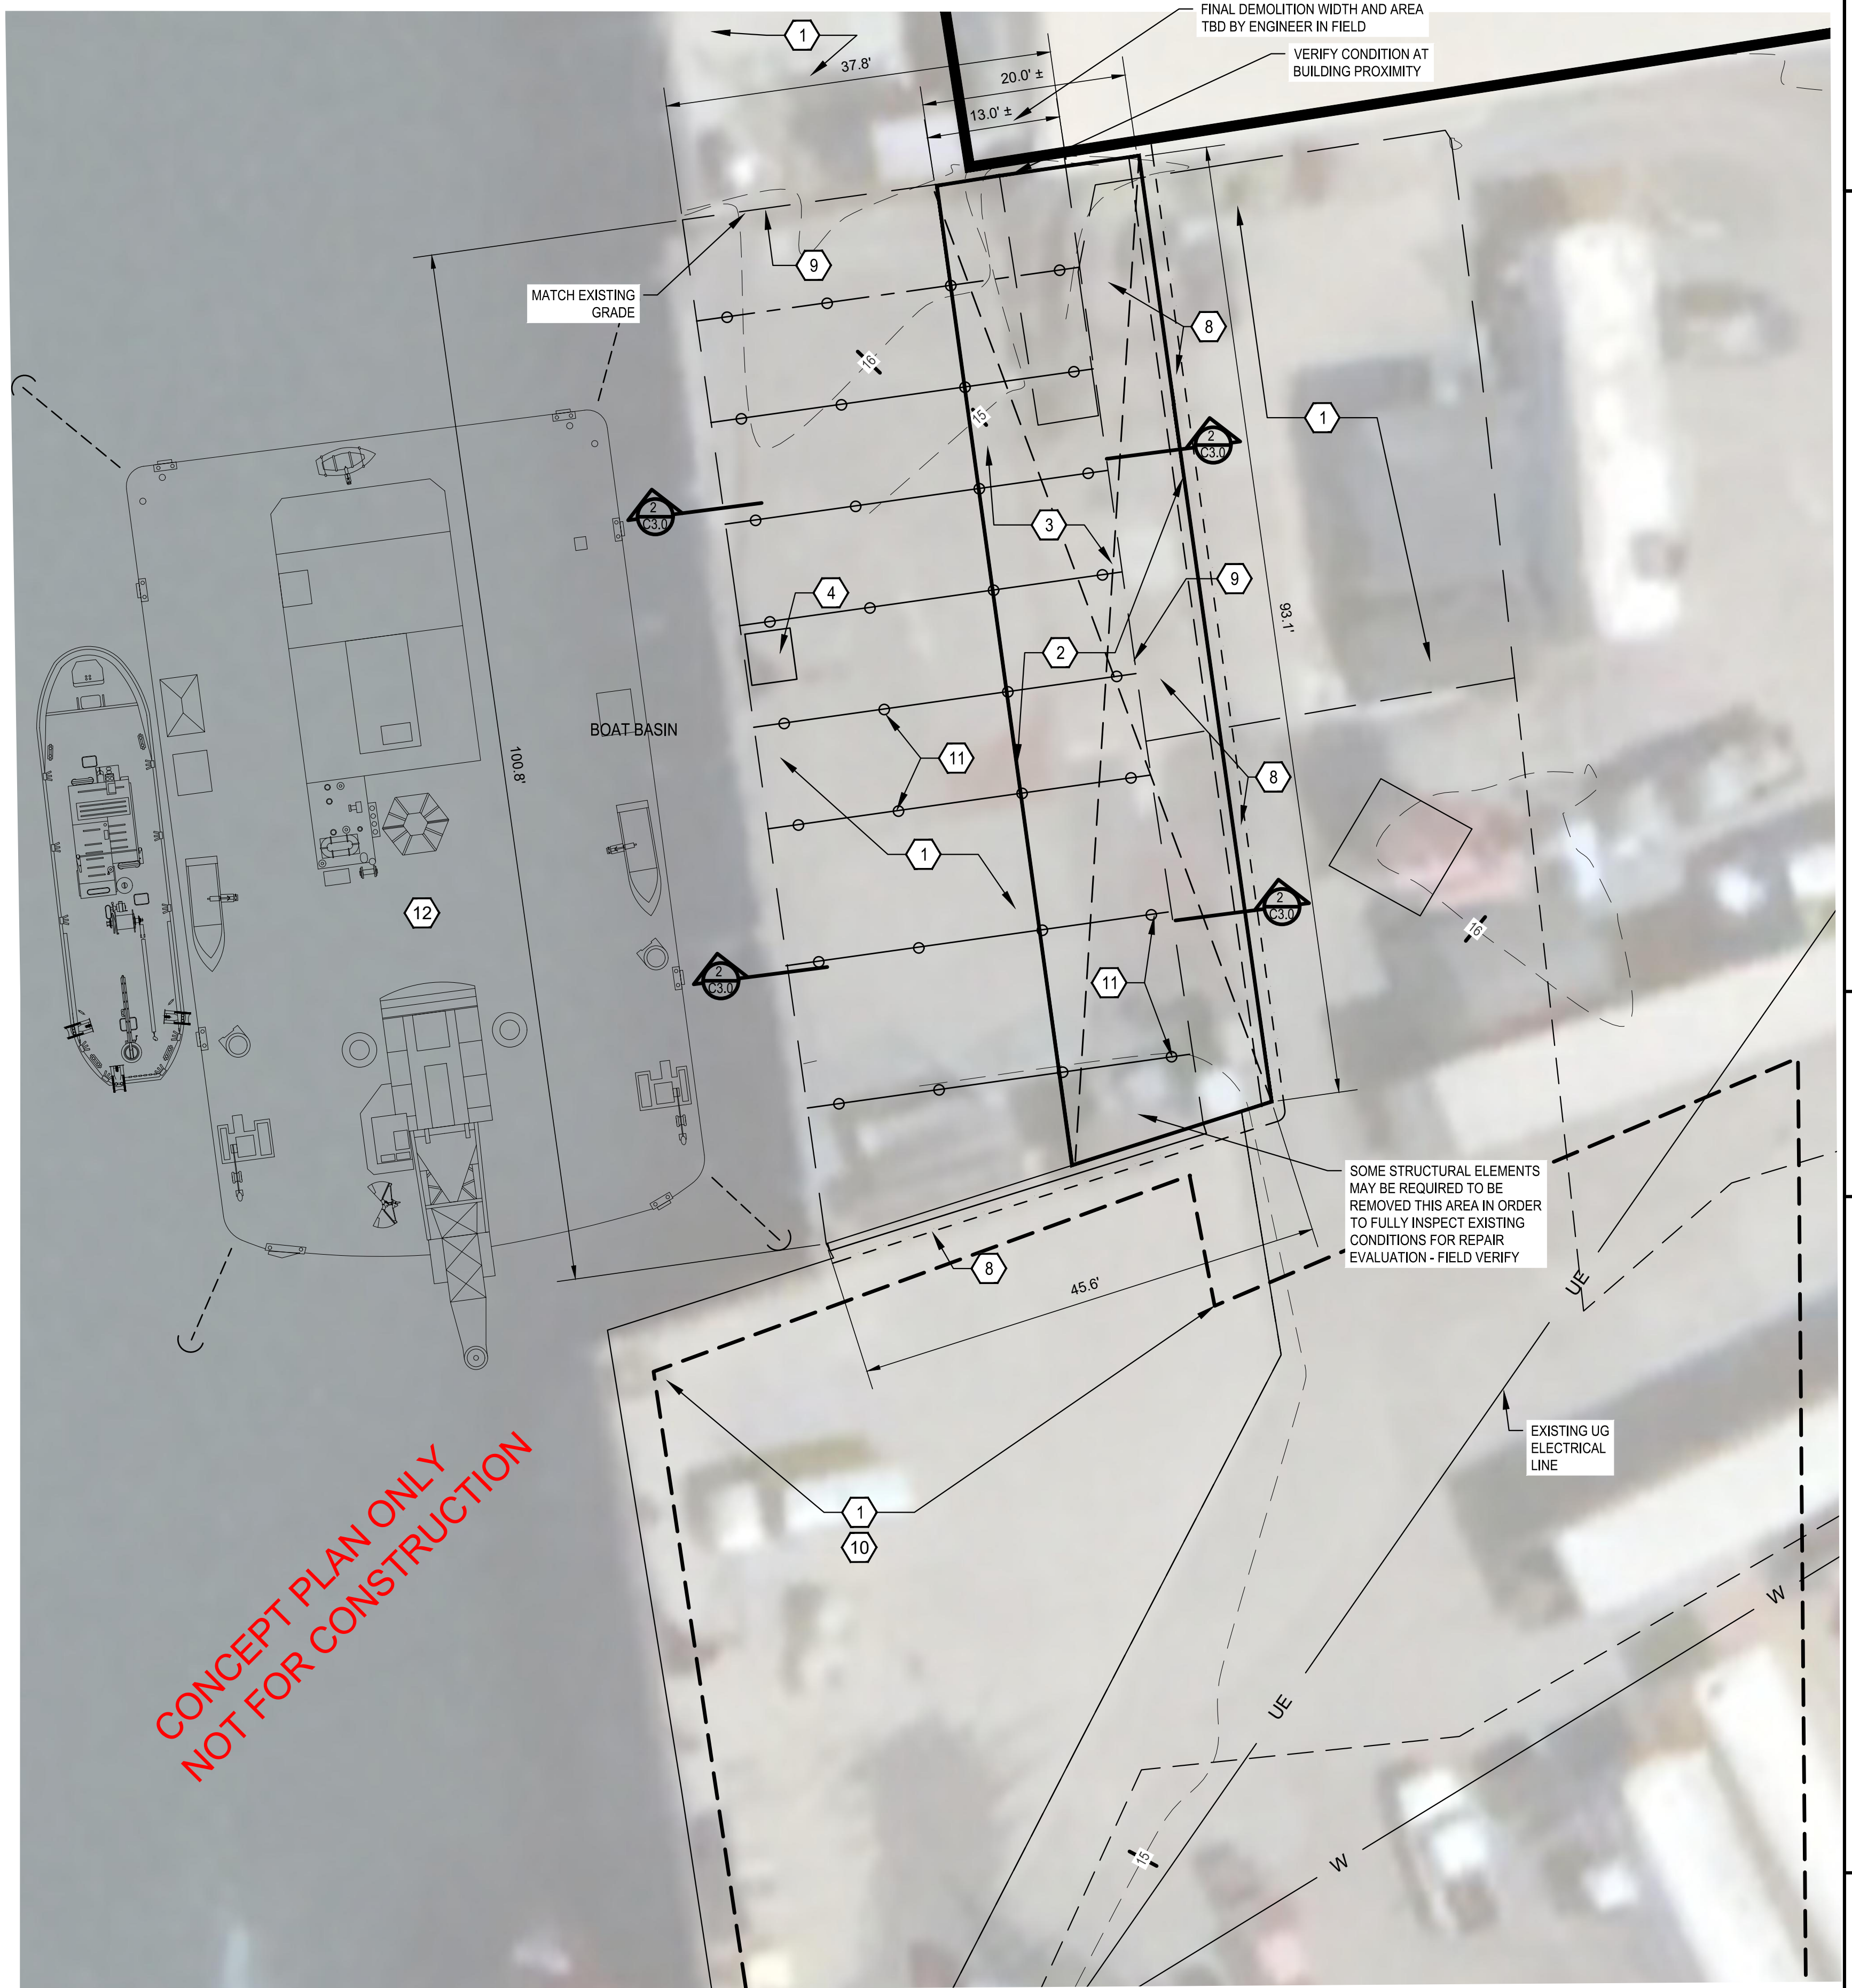 FINAL DEMOLITION WIDTH AND AREA
TBD BY ENGINEER IN FIELD
1
37.8'
VERIFY CONDITION AT
BUILDING PROXIMITY
20.0' ±
13.0' ±
9
MATCH EXISTING
GRADE
8
16
15
1
2
C3.0
2
C3.0
3
9
4
93.1'
2
BOAT BASIN
100.8'
11
8
1
12
2
C3.0
16
2
C3.0
11
SOME STRUCTURAL ELEMENTS
MAY BE REQUIRED TO BE
REMOVED THIS AREA IN ORDER
TO FULLY INSPECT EXISTING
CONDITIONS FOR REPAIR
EVALUATION - FIELD VERIFY
8
45.6'
UE
EXISTING UG
ELECTRICAL
LINE
1
10
CONCEPT PLAN ONLY
NOT FOR CONSTRUCTION
W
UE
W
15